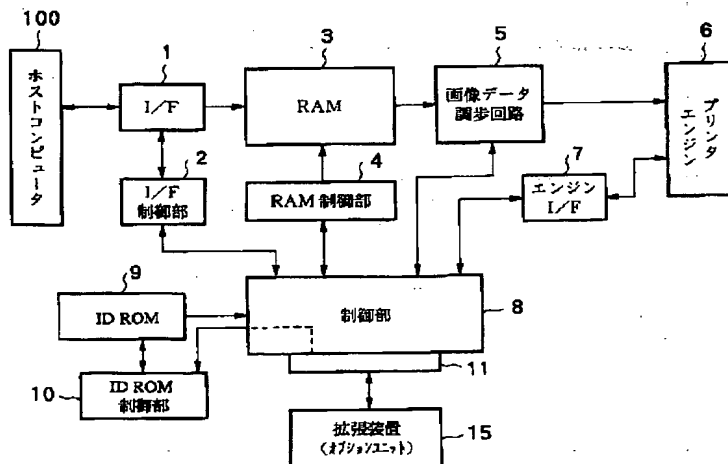 100
ホストコンピュータ
1
I/F
2
I/F
制御部
3
RAM
4
RAM 制御部
5
画像データ
調歩回路
6
プリンタ
エンジン
7
エンジン
I/F
8
制御部
9
ID ROM
10
ID ROM
制御部
11
拡張装置
(オプションユニット)
15